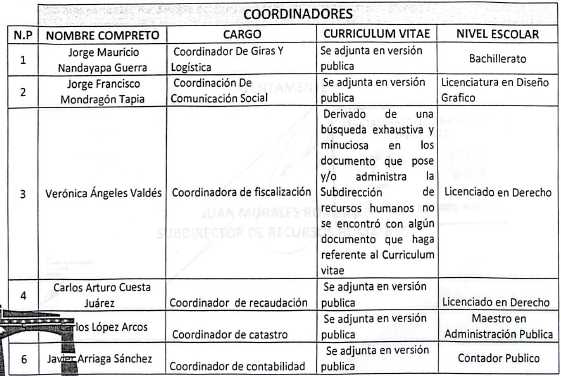 COORDINADORES
N.P NOMBRE COMPRETO CARGO CURRICULUM VITAE NIVEL ESCOLAR
1 Jorge Mauricio Nandayapa Guerra Coordinador De Giras Y Logística Se adjunta en versión publica Bachillerato
2 Jorge Francisco Mondragón Tapia Coordinación De Comunicación Social Se adjunta en versión publica Licenciatura en Diseño Grafico
3 Verónica Ángeles Valdés Coordinadora de fiscalización Derivado de una búsqueda exhaustiva y minuciosa en los documento que pose y/o administra la Subdirección de recursos humanos no se encontró con algún documento que haga referente al Curriculum vitae Licenciado en Derecho
4 Carlos Arturo Cuesta Juárez Coordinador de recaudación Se adjunta en versión publica Licenciado en Derecho
Carlos López Arcos Coordinador de catastro Se adjunta en versión publica Maestro en Administración Publica
6 Javier Arriaga Sánchez Coordinador de contabilidad Se adjunta en versión publica Contador Publico
JUAN MORALES
SUBDIRECTOR DE RECURSOS